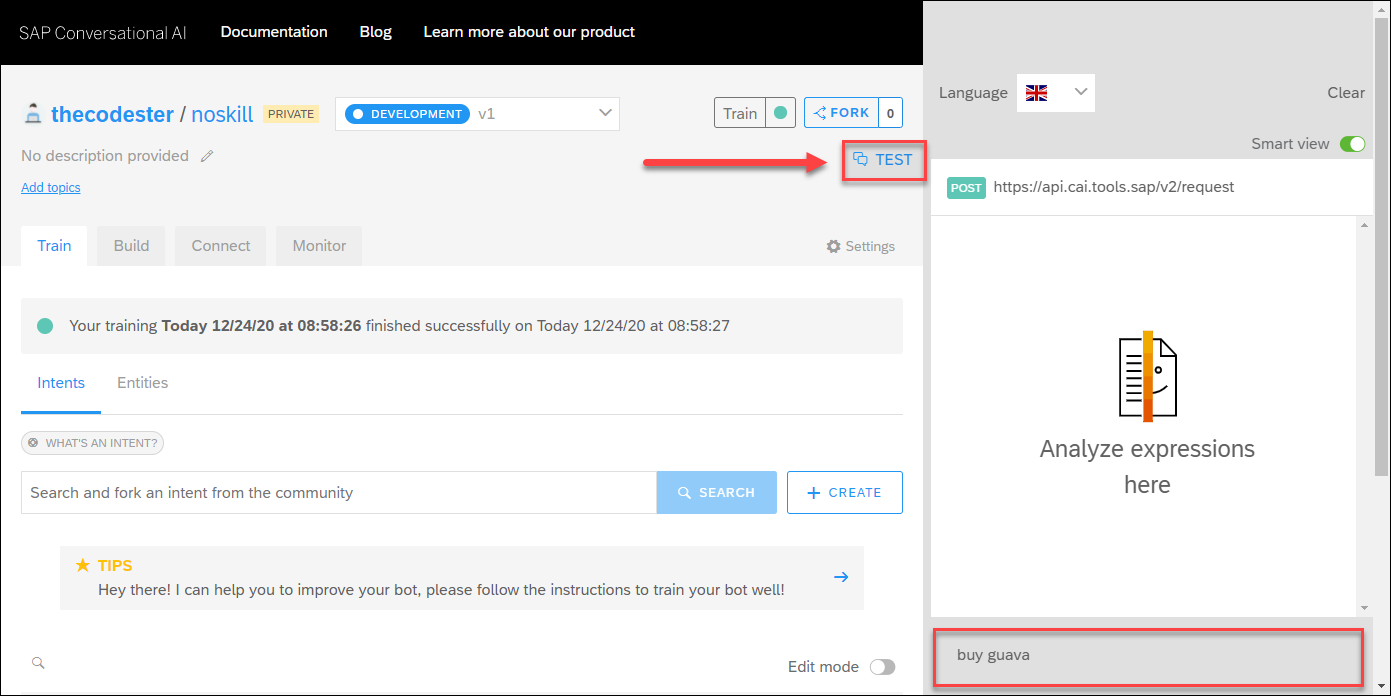 SAP Conversational AI Documentation Blog Learn more about our product
thecodester / noskill PRIVATE DEVELOPMENT v1 Train FORK 0
No description provided TEST
Add topics
Train Build Connect Monitor Settings
Your training Today 12/24/20 at 08:58:26 finished successfully on Today 12/24/20 at 08:58:27
Intents Entities
WHAT'S AN INTENT?
Search and fork an intent from the community SEARCH CREATE
TIPS
Hey there! I can help you to improve your bot, please follow the instructions to train your bot well!
Edit mode
Language Clear
Smart view
POST https://api.cai.tools.sap/v2/request
Analyze expressions
here
buy guava